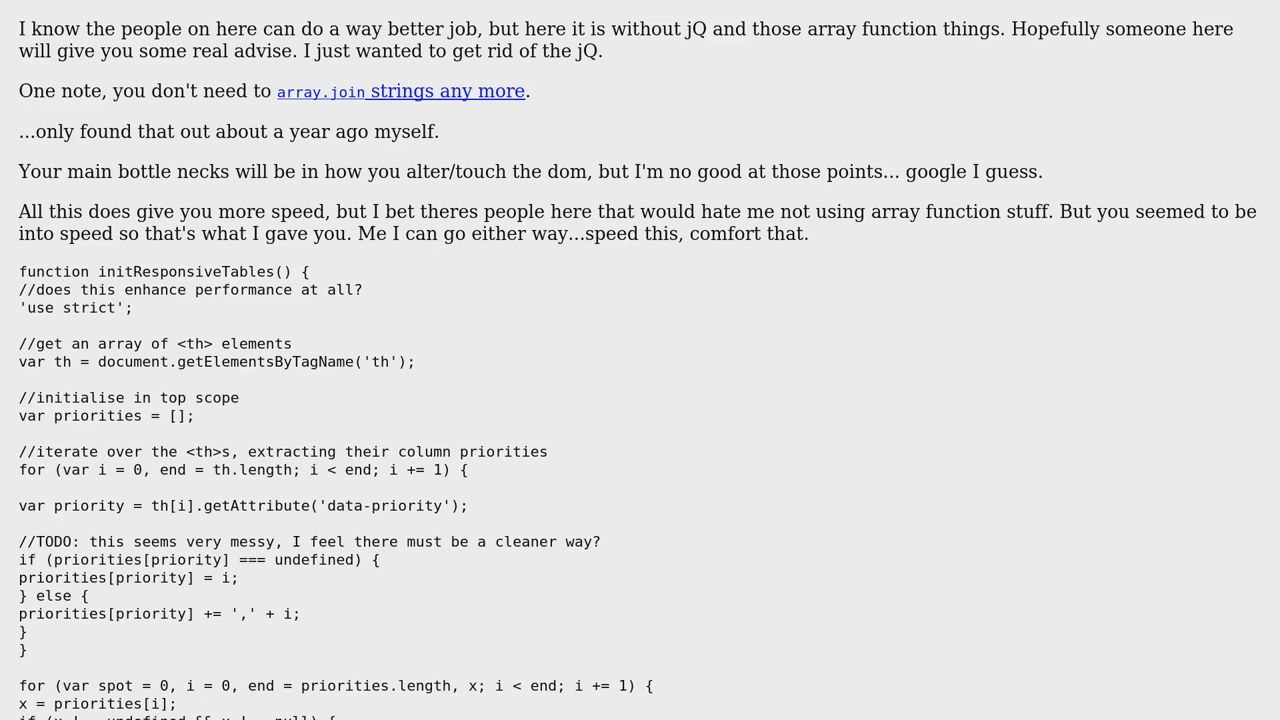 I know the people on here can do a way better job, but here it is without jQ and those array function things. Hopefully someone here
will give you some real advise. I just wanted to get rid of the jQ.
One note, you don't need to array.join strings any more.
...only found that out about a year ago myself.
Your main bottle necks will be in how you alter/touch the dom, but I'm no good at those points... google I guess.
All this does give you more speed, but I bet theres people here that would hate me not using array function stuff. But you seemed to be
into speed so that's what I gave you. Me I can go either way...speed this, comfort that.
function initResponsiveTables() {
//does this enhance performance at all?
'use strict';
//get an array of <th> elements
var th = document.getElementsByTagName('th');
//initialise in top scope
var priorities = [];
//iterate over the <th>s, extracting their column priorities
for (var i = 0, end = th.length; i < end; i += 1) {
var priority = th[i].getAttribute('data-priority');
//TODO: this seems very messy, I feel there must be a cleaner way?
if (priorities[priority] === undefined) {
priorities[priority] = i;
} else {
priorities[priority] += ',' + i;
}
}
for (var spot = 0, i = 0, end = priorities.length, x; i < end; i += 1) {
x = priorities[i];